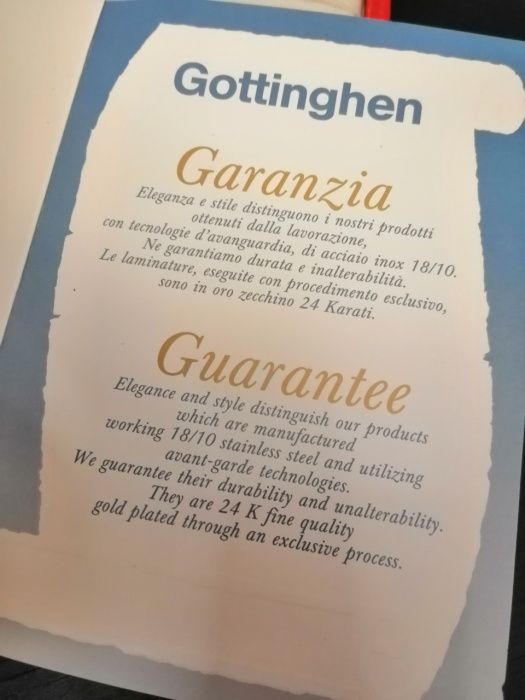 Gottinghen
Garanzia
Eleganza e stile distinguono i nostri prodotti
ottenuti dalla lavorazione,
con tecnologie d'avanguardia, di acciaio inox 18/10.
Ne garantiamo durata e inalterabilità.
Le laminature, eseguite con procedimento esclusivo,
sono in oro zecchino 24 Karati.
Guarantee
Elegance and style distinguish our products
which are manufactured
working 18/10 stainless steel and utilizing
avant-garde technologies.
We guarantee their durability and unalterability.
They are 24 K fine quality
gold plated through an exclusive process.